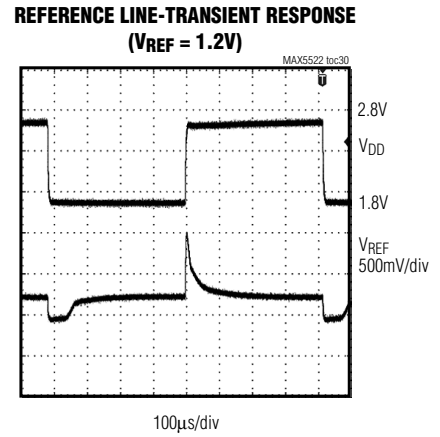 REFERENCE LINE-TRANSIENT RESPONSE
(VREF = 1.2V)
MAX5522 toc30
T
2.8V
VDD
1.8V
VREF
500mV/div
100μs/div